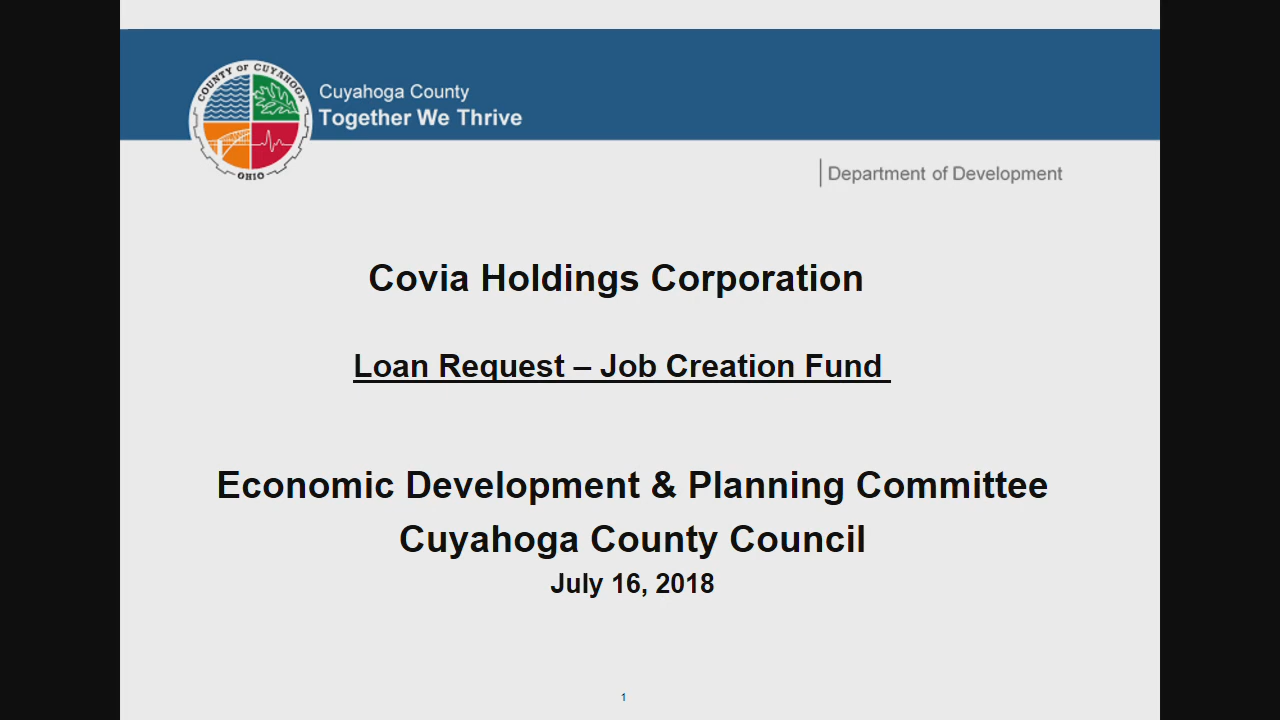 COUNTY OF CUYAHOGA
OHIO
Cuyahoga County
Together We Thrive
Department of Development
Covia Holdings Corporation
Loan Request – Job Creation Fund
Economic Development & Planning Committee
Cuyahoga County Council
July 16, 2018
1